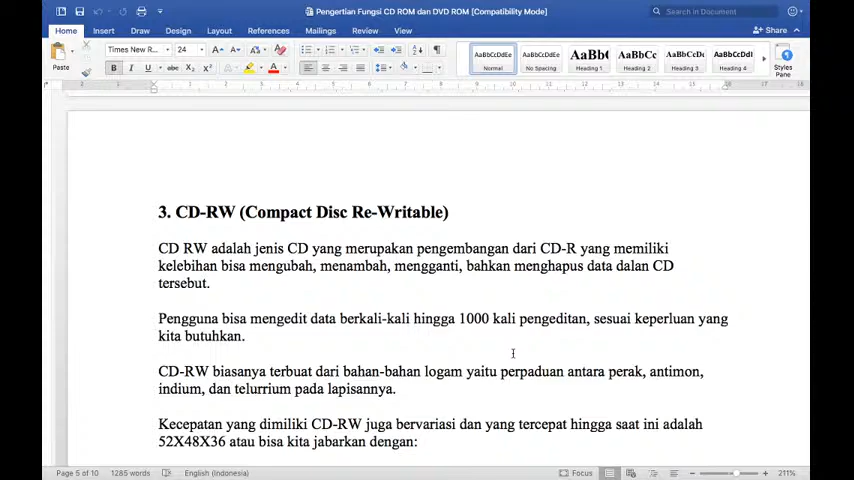 Pengertian Fungsi CD ROM dan DVD ROM [Compatibility Mode]
Search in Document
Home Insert Draw Design Layout References Mailings Review View
Share
Paste
Times New R... 24
B I U abc X₂ X²
AaBbCcDdEe Normal
AaBbCcDdEe No Spacing
AaBbC Heading 1
AaBbCc Heading 2
AaBbCcDc Heading 3
AaBbCcDdI Heading 4
Styles Pane
3. CD-RW (Compact Disc Re-Writable)
CD RW adalah jenis CD yang merupakan pengembangan dari CD-R yang memiliki
kelebihan bisa mengubah, menambah, mengganti, bahkan menghapus data dalan CD
tersebut.
Pengguna bisa mengedit data berkali-kali hingga 1000 kali pengeditan, sesuai keperluan yang
kita butuhkan.
CD-RW biasanya terbuat dari bahan-bahan logam yaitu perpaduan antara perak, antimon,
indium, dan telurrium pada lapisannya.
Kecepatan yang dimiliki CD-RW juga bervariasi dan yang tercepat hingga saat ini adalah
52X48X36 atau bisa kita jabarkan dengan:
Page 5 of 10 1285 words English (Indonesia) Focus 211%